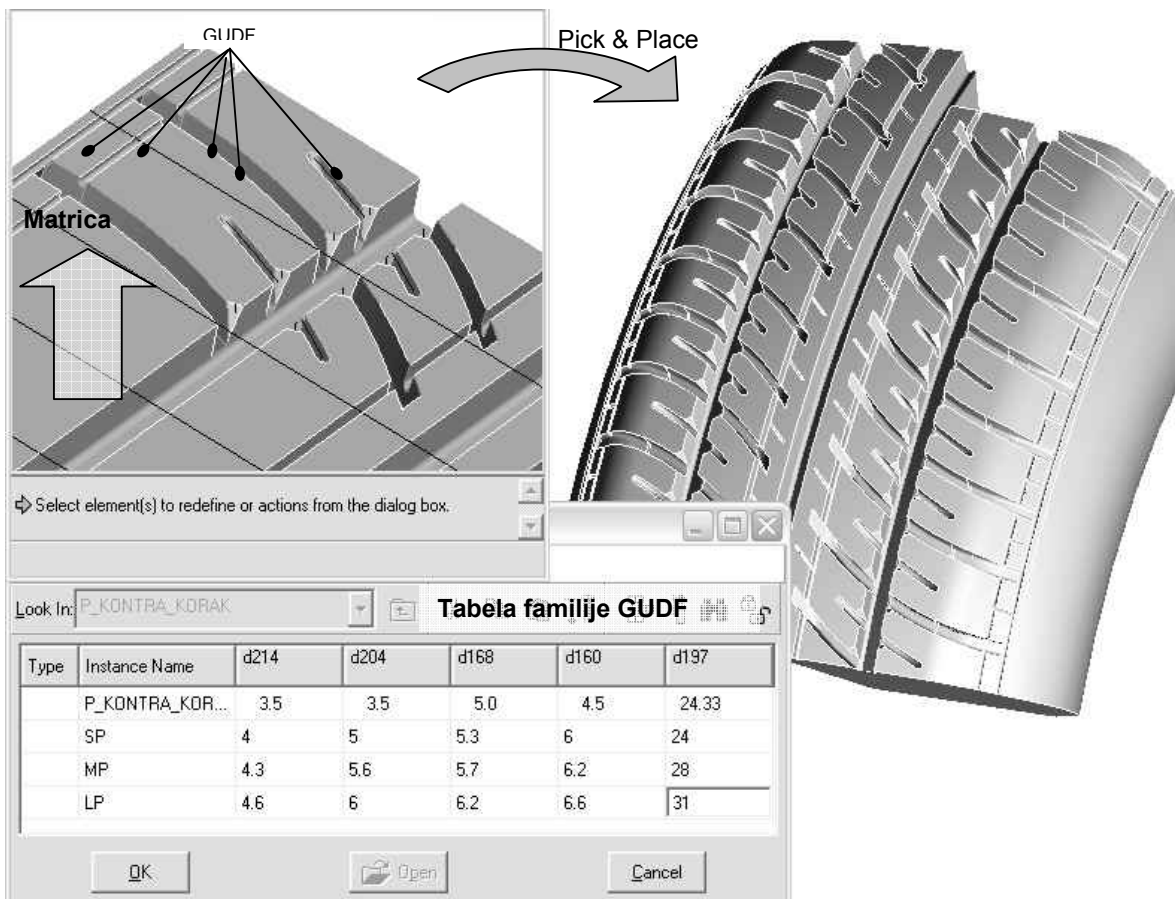 GUDF
Pick & Place
Matrica
Select element(s) to redefine or actions from the dialog box.
Look In: P_KONTRA_KORAK
Tabela familije GUDF
Type Instance Name d214 d204 d168 d160 d197
P_KONTRA_KOR... 3.5 3.5 5.0 4.5 24.33
SP 4 5 5.3 6 24
MP 4.3 5.6 5.7 6.2 28
LP 4.6 6 6.2 6.6 31
OK Open Cancel